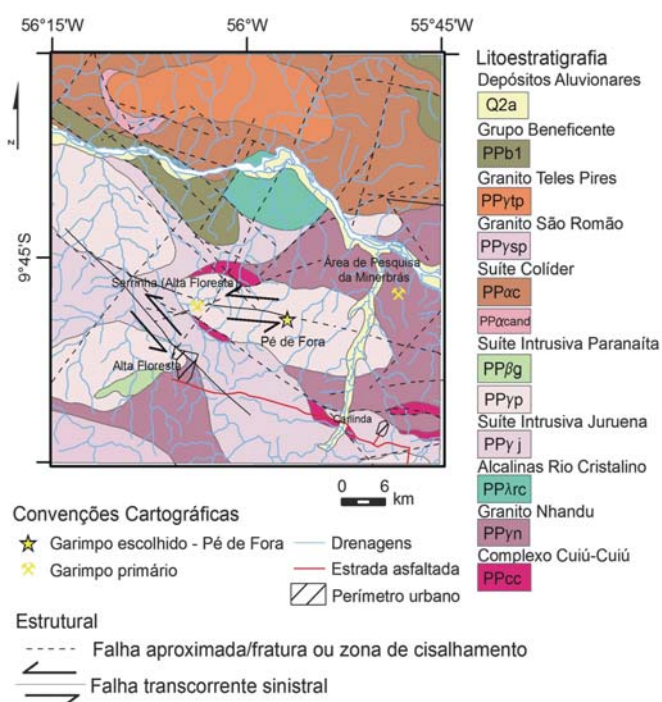 56°15W 56°W 55°45W
z
9°45'S
Serrinha (Alta Floresta)
Área de Pesquisa
da Minerbrás
Pé de Fora
Alta Floresta
Carlinda
0 6
km
Litoestratigrafia
Depósitos Aluvionares
Q2a
Grupo Beneficente
PPb1
Granito Teles Pires
PPγtp
Granito São Romão
PPγsp
Suíte Colíder
PPαc
PPαcand
Suíte Intrusiva Paranaíta
PPβg
PPγp
Suíte Intrusiva Juruena
PPγ j
Alcalinas Rio Cristalino
PPλrc
Granito Nhandu
PPγn
Complexo Cuiú-Cuiú
PPcc
Convenções Cartográficas
Garimpo escolhido - Pé de Fora
Garimpo primário
Drenagens
Estrada asfaltada
Perímetro urbano
Estrutural
Falha aproximada/fratura ou zona de cisalhamento
Falha transcorrente sinistral